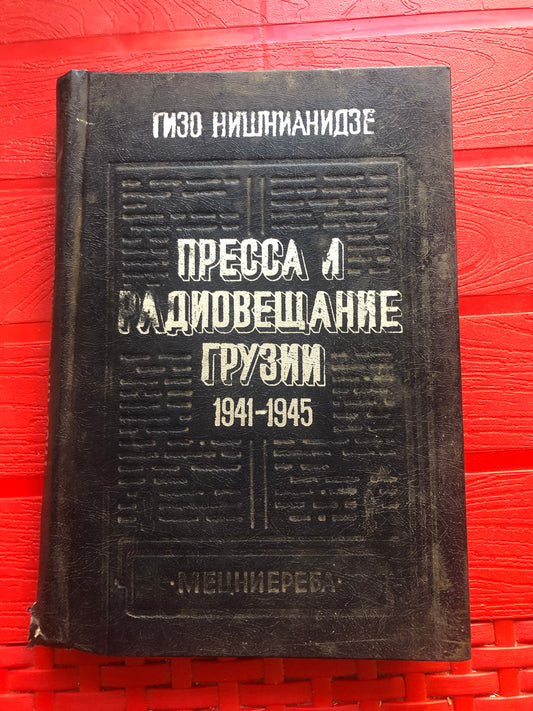 ГИЗО НИШНИАНИДЗЕ
ПРЕССА И
РАДИОВЕЩАНИЕ
ГРУЗИИ
1941-1945
·МЕЦНИЕРЕБА·